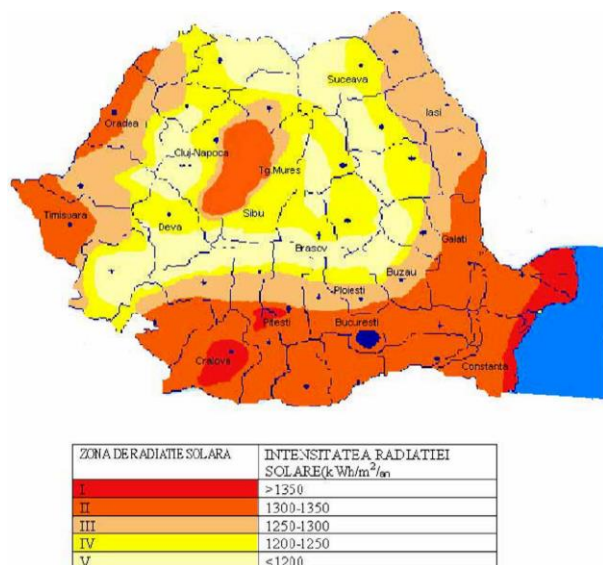 Suceava
Oradea
Iasi
Cluj-Napoca
Tg.Mures
Timisuara
Sibu
Deva
Brasov
Galati
Buzau
Ploiesti
Pitesti
Bucuresti
Craiova
Constanta
ZONA DE RADIATIE SOLARA
INTENSITATEA RADIATIEI
SOLARE(kWh/m²/an
I
>1350
II
1300-1350
III
1250-1300
IV
1200-1250
V
<1200